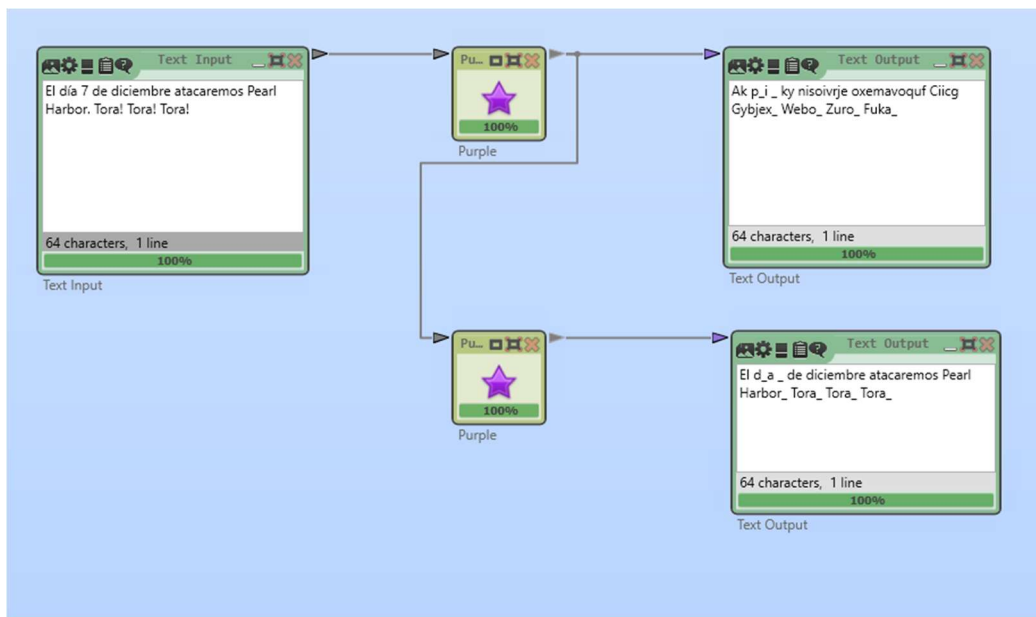 Text Input
El día 7 de diciembre atacaremos Pearl
Harbor. Tora! Tora! Tora!
64 characters, 1 line
100%
Text Input
Pu...
100%
Purple
Text Output
Ak p_i _ ky nisoivrje oxemavoquf Ciicg
Gybjex_ Webo_ Zuro_ Fuka_
64 characters, 1 line
100%
Text Output
Pu...
100%
Purple
Text Output
El d_a _ de diciembre atacaremos Pearl
Harbor_ Tora_ Tora_ Tora_
64 characters, 1 line
100%
Text Output